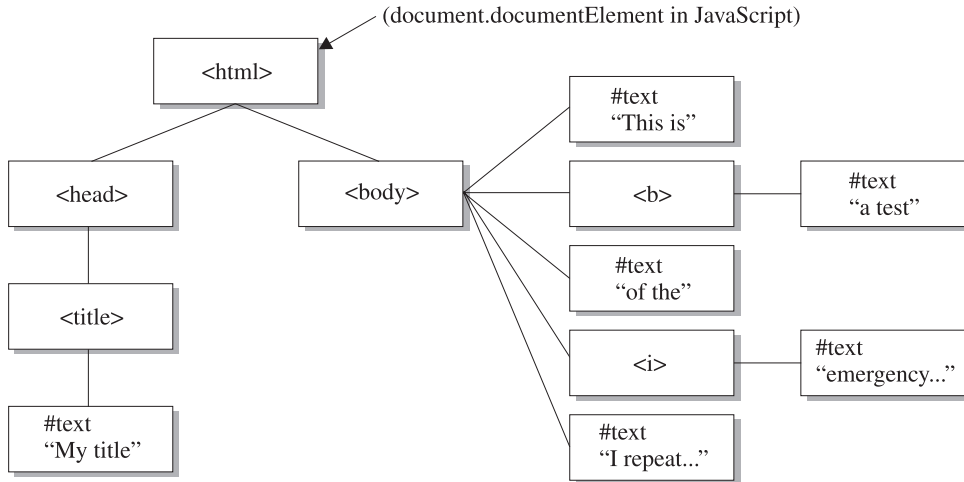 (document.documentElement in JavaScript)
<html>
<head>
<title>
#text
“My title”
<body>
#text
“This is”
<b>
#text
“a test”
#text
“of the”
<i>
#text
“emergency...”
#text
“I repeat...”